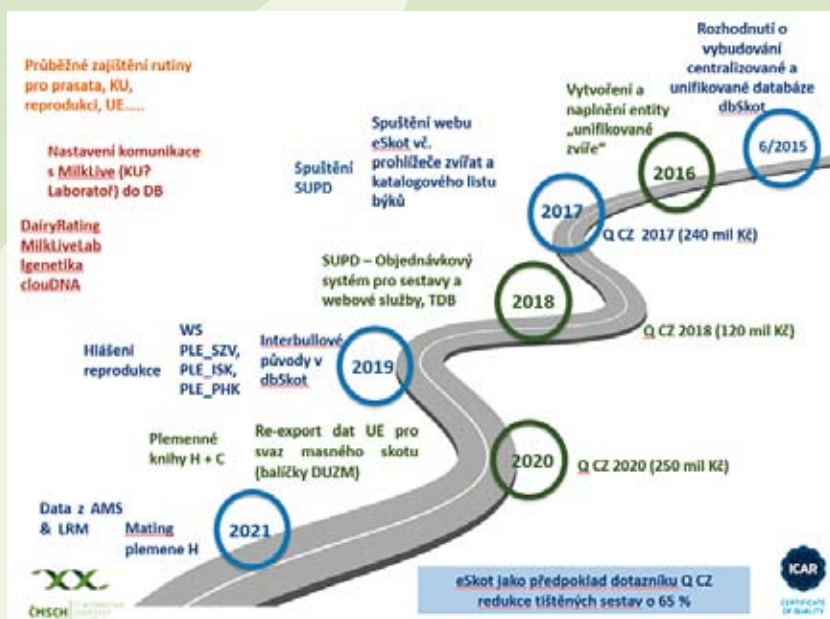 Průběžné zajištění rutiny
pro prasata, KU,
reprodukci, UE.....
Nastavení komunikace
s MilkLive (KU?
Laboratoř) do DB
DairyRating
MilkLiveLab
Igenetika
clouDNA
Rozhodnutí o
vybudování
centralizované a
unifikované databáze
dbSkot
6/2015
Vytvoření a
naplnění entity
„unifikované
zvíře“
2016
Spuštění webu
eSkot vč.
prohlížeče zvířat a
katalogového listu
býků
Spuštění
SUPD
2017
Q CZ 2017 (240 mil Kč)
SUPD – Objednávkový
systém pro sestavy a
webové služby, TDB
2018
Q CZ 2018 (120 mil Kč)
Hlášení
reprodukce
WS
PLE_SZV,
PLE_ISK,
PLE_PHK
Interbullové
původy v
dbSkot
2019
Plemenné
knihy H + C
Re-export dat UE pro
svaz masného skotu
(balíčky DUZM)
2020
Q CZ 2020 (250 mil Kč)
Data z AMS
& LRM
Mating
plemene H
2021
eSkot jako předpoklad dotazníku Q CZ
redukce tištěných sestav o 65 %
ČMSCH
ICAR
CERTIFICATE
OF QUALITY